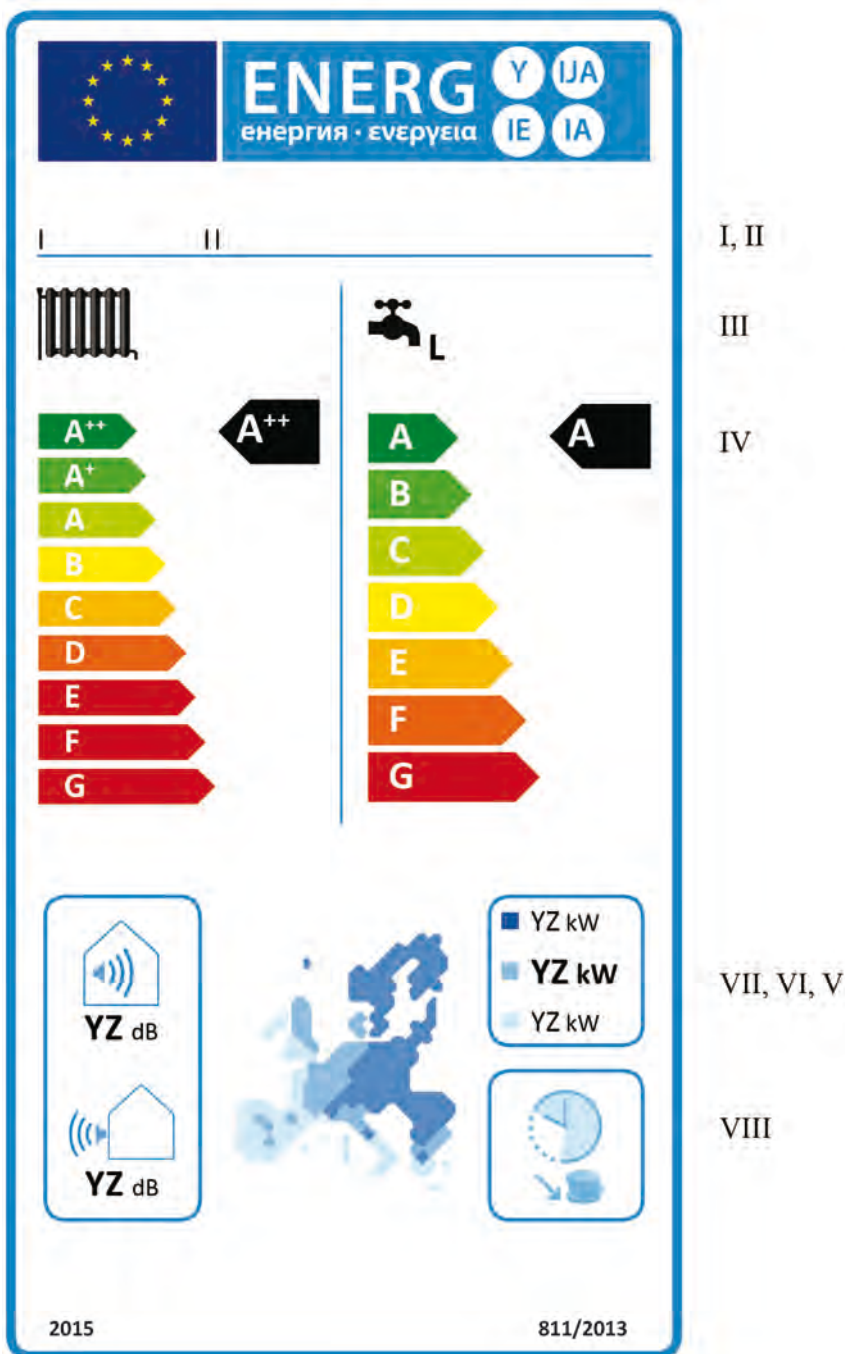 ENERG Y IJA
енергия · ενεργεια IE IA
I II I, II
L III
A++ A++ A A IV
A+ B
A C
B D
C E
D F
E G
F
G
YZ kW
YZ kW VII, VI, V
YZ kW
YZ dB
VIII
YZ dB
2015 811/2013